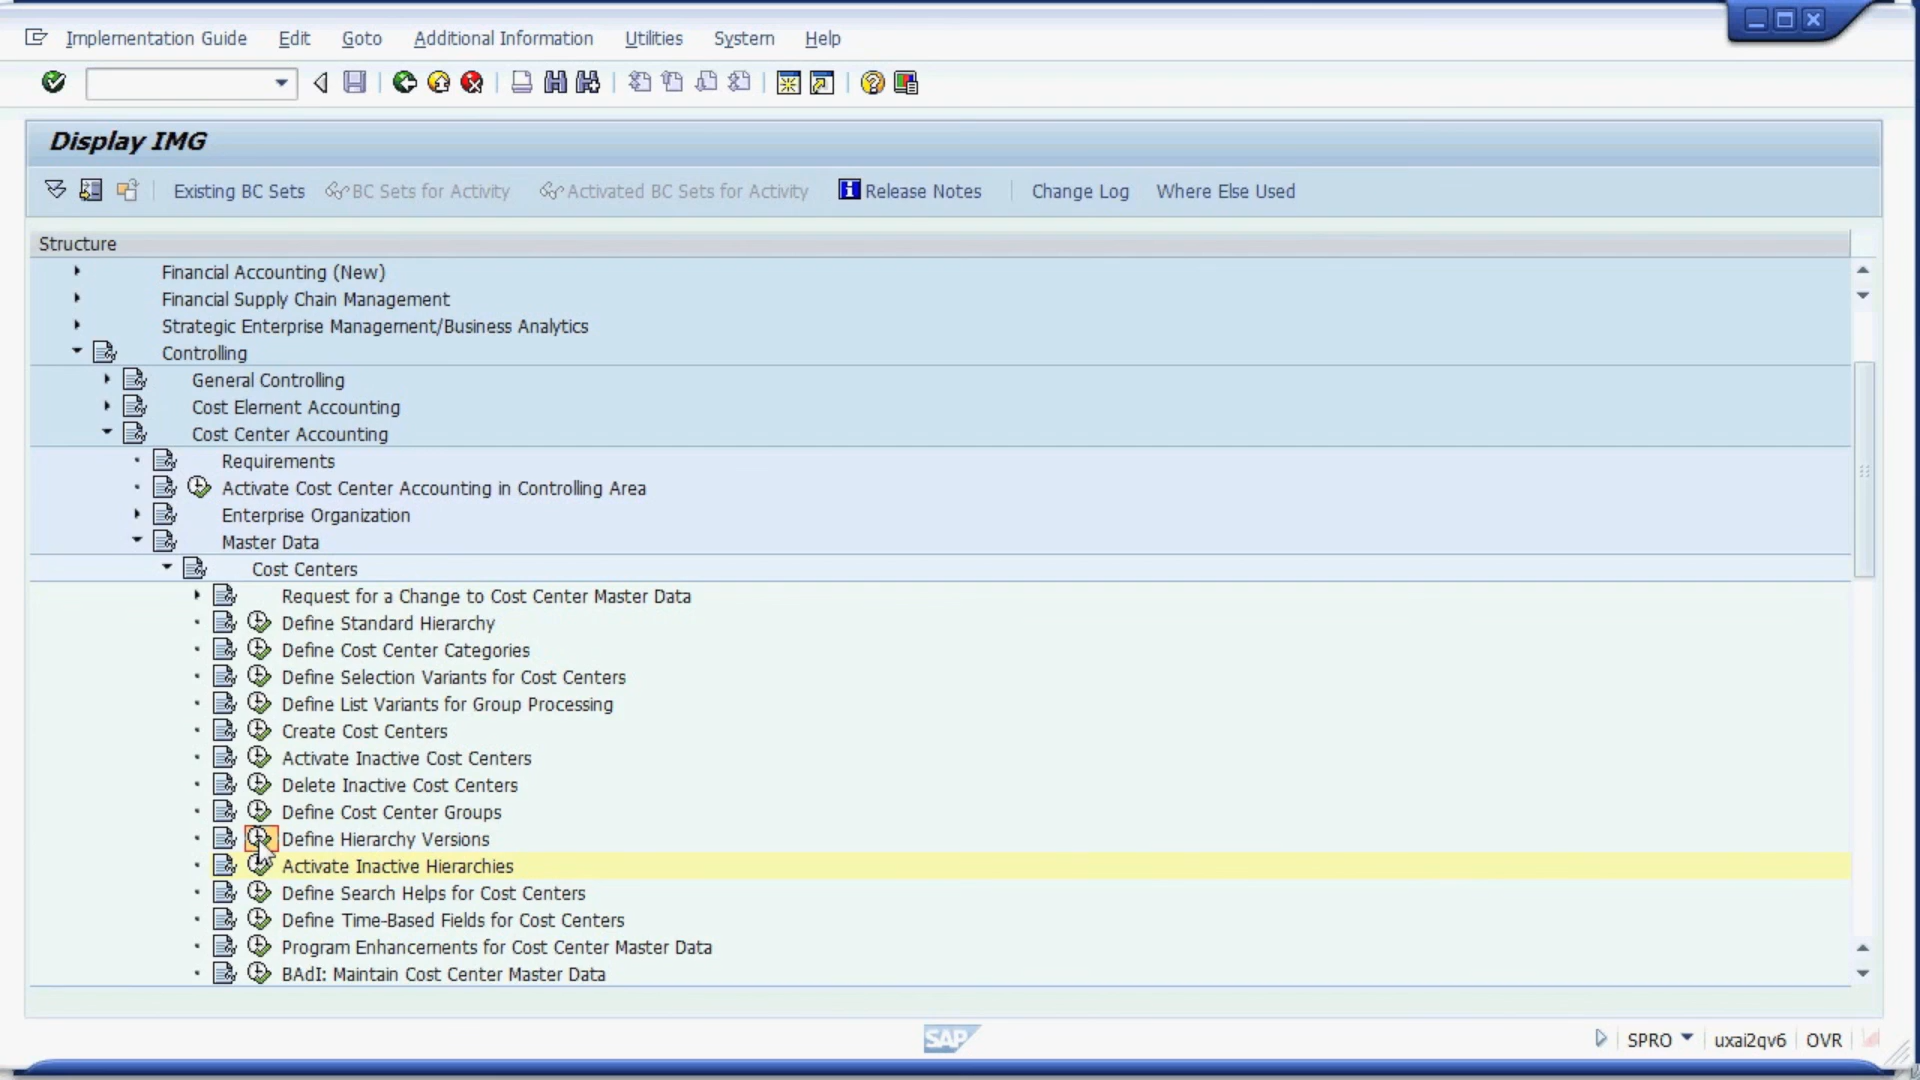 Implementation Guide Edit Goto Additional Information Utilities System Help
Display IMG
Existing BC Sets BC Sets for Activity Activated BC Sets for Activity Release Notes Change Log Where Else Used
Structure
Financial Accounting (New)
Financial Supply Chain Management
Strategic Enterprise Management/Business Analytics
Controlling
General Controlling
Cost Element Accounting
Cost Center Accounting
Requirements
Activate Cost Center Accounting in Controlling Area
Enterprise Organization
Master Data
Cost Centers
Request for a Change to Cost Center Master Data
Define Standard Hierarchy
Define Cost Center Categories
Define Selection Variants for Cost Centers
Define List Variants for Group Processing
Create Cost Centers
Activate Inactive Cost Centers
Delete Inactive Cost Centers
Define Cost Center Groups
Define Hierarchy Versions
Activate Inactive Hierarchies
Define Search Helps for Cost Centers
Define Time-Based Fields for Cost Centers
Program Enhancements for Cost Center Master Data
BAdI: Maintain Cost Center Master Data
SAP SPRO uxai2qv6 OVR